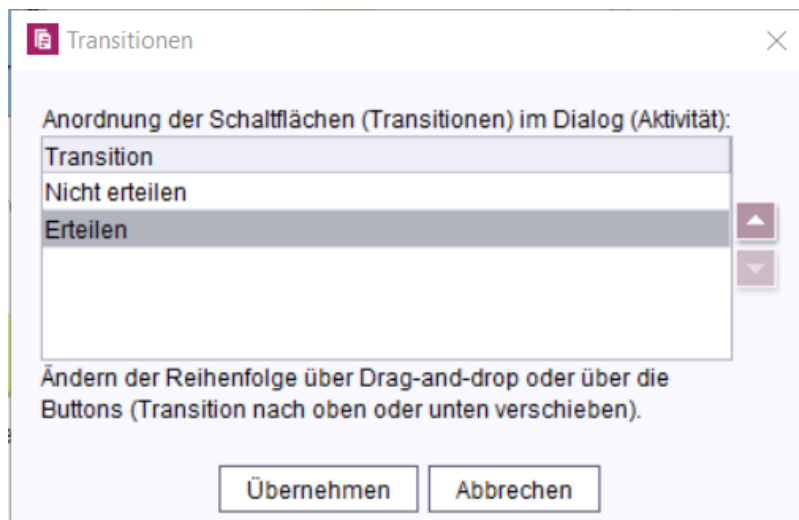 Transitionen
Anordnung der Schaltflächen (Transitionen) im Dialog (Aktivität):
Transition
Nicht erteilen
Erteilen
Ändern der Reihenfolge über Drag-and-drop oder über die
Buttons (Transition nach oben oder unten verschieben).
Übernehmen
Abbrechen